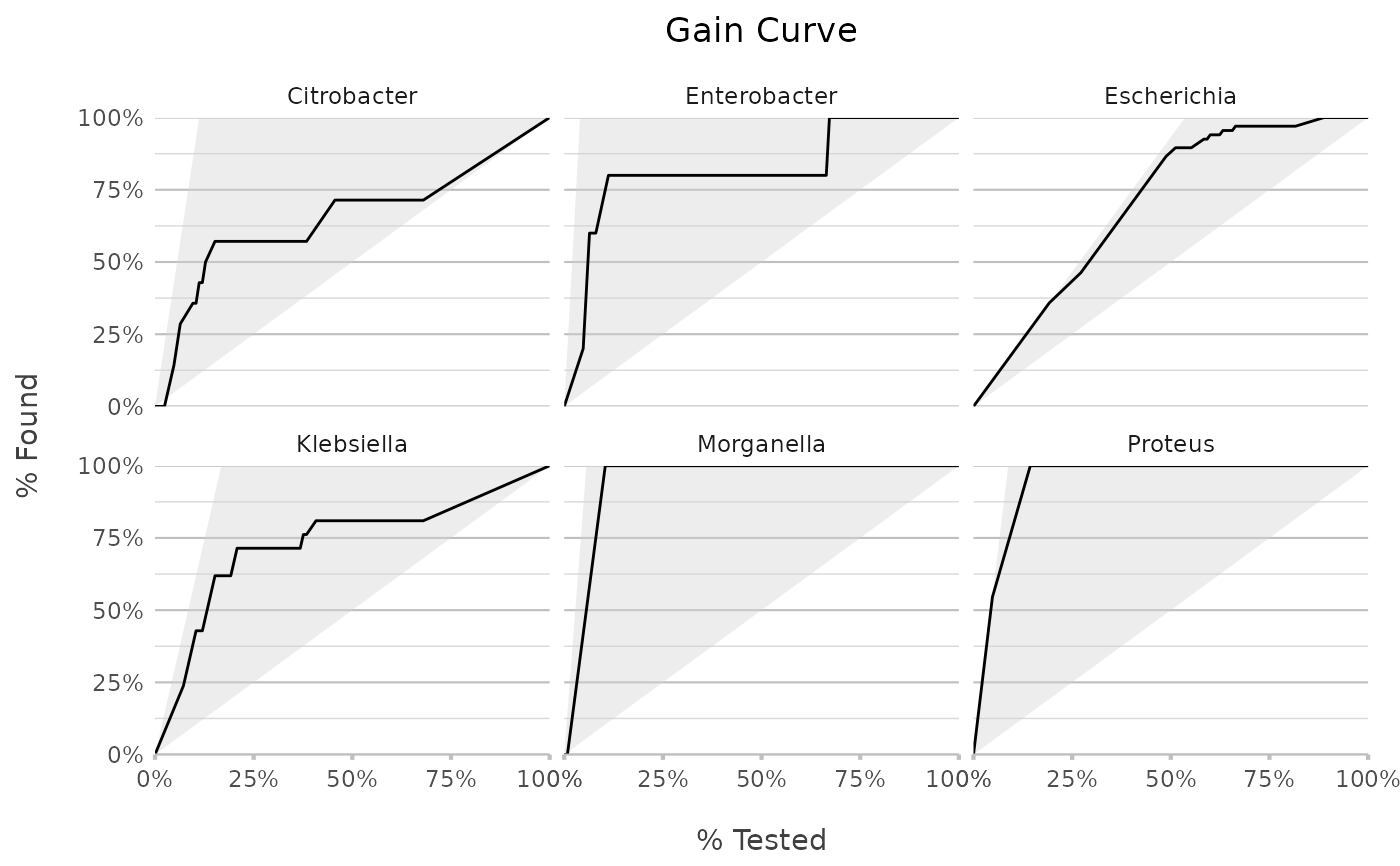 Gain Curve
Citrobacter Enterobacter Escherichia
100%
75%
50%
25%
0%
% Found
Klebsiella Morganella Proteus
100%
75%
50%
25%
0%
0% 25% 50% 75% 100% 0% 25% 50% 75% 100% 0% 25% 50% 75% 100%
% Tested